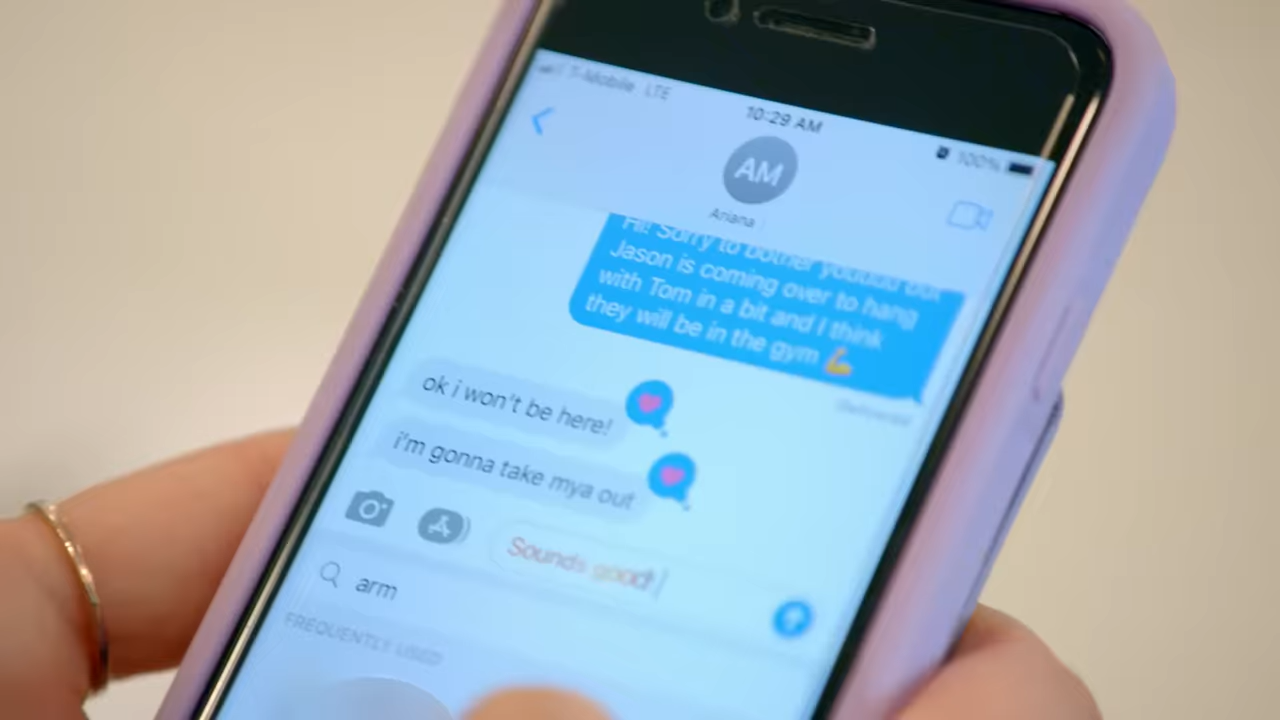 T-Mobile LTE
10:29 AM
100%
AM
Ariana
Hi! Sorry to bother youuuu but
Jason is coming over to hang
with Tom in a bit and I think
they will be in the gym 💪
Delivered
ok i won't be here!
i'm gonna take mya out
Sounds good!
arm
FREQUENTLY USED